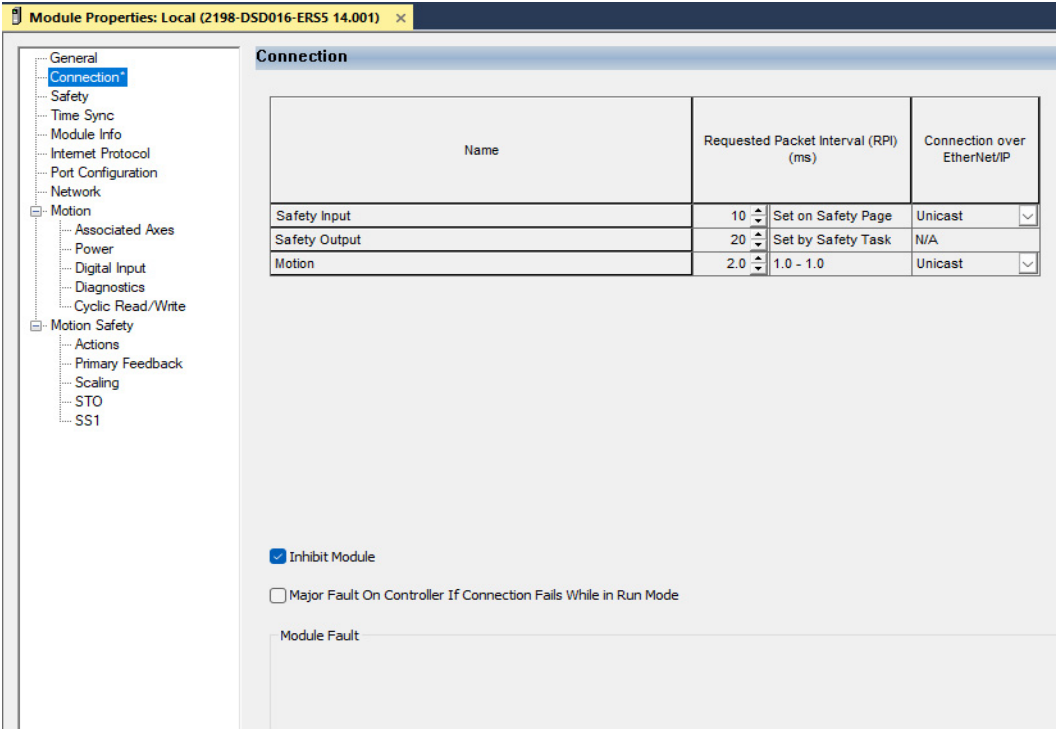 Module Properties: Local (2198-DSD016-ERS5 14.001) ×
General
Connection*
Safety
Time Sync
Module Info
Internet Protocol
Port Configuration
Network
Motion
Associated Axes
Power
Digital Input
Diagnostics
Cyclic Read/Write
Motion Safety
Actions
Primary Feedback
Scaling
STO
SS1
Connection
Name
Requested Packet Interval (RPI)
(ms)
Connection over
EtherNet/IP
Safety Input 10 Set on Safety Page Unicast
Safety Output 20 Set by Safety Task N/A
Motion 2.0 1.0 - 1.0 Unicast
Inhibit Module
Major Fault On Controller If Connection Fails While in Run Mode
Module Fault